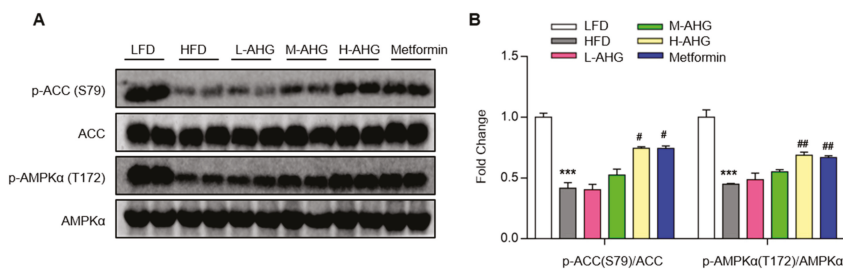 A
LFD HFD L-AHG M-AHG H-AHG Metformin
p-ACC (S79)
ACC
p-AMPKα (T172)
AMPKα
B
LFD
HFD
L-AHG
M-AHG
H-AHG
Metformin
Fold Change
1.5
1.0
0.5
0.0
***
#
#
***
##
##
p-ACC(S79)/ACC
p-AMPKα(T172)/AMPKα